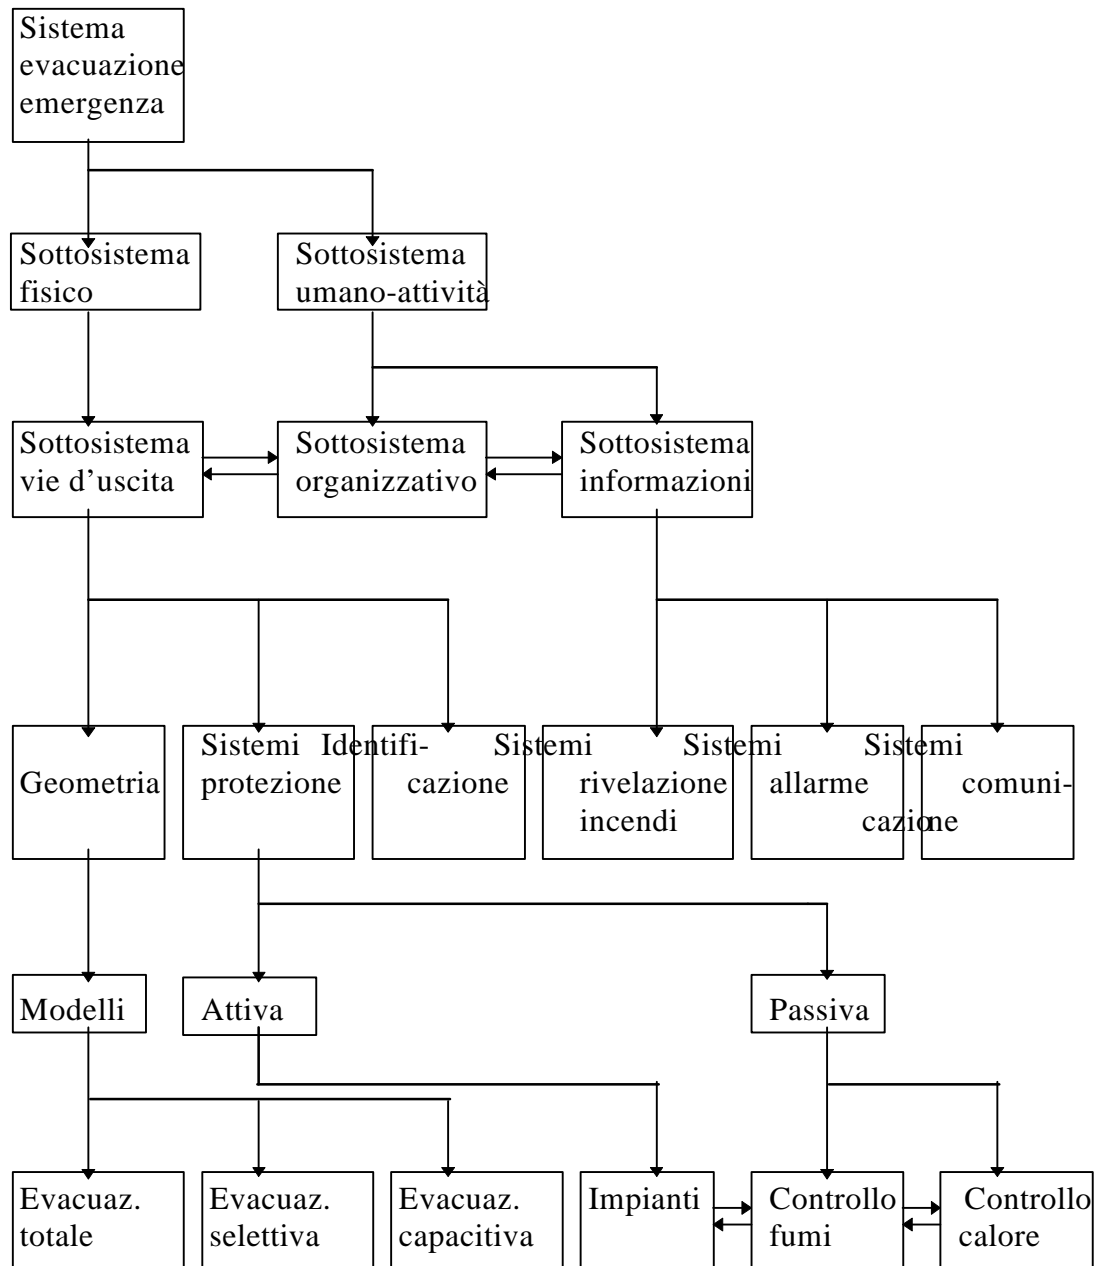 Sistema
evacuazione
emergenza
Sottosistema
fisico
Sottosistema
umano-attività
Sottosistema
vie d'uscita
Sottosistema
organizzativo
Sottosistema
informazioni
Geometria
Sistemi
protezione
Identifi-
cazione
Sistemi
rivelazione
incendi
Sistemi
allarme
Sistemi
comuni-
cazione
Modelli
Attiva
Passiva
Evacuaz.
totale
Evacuaz.
selettiva
Evacuaz.
capacitiva
Impianti
Controllo
fumi
Controllo
calore